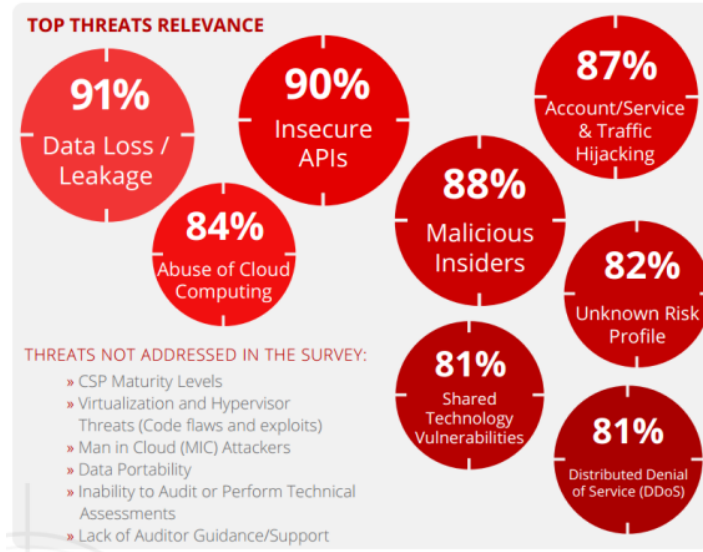 TOP THREATS RELEVANCE
91%
Data Loss /
Leakage
90%
Insecure
APIs
87%
Account/Service
& Traffic
Hijacking
84%
Abuse of Cloud
Computing
88%
Malicious
Insiders
82%
Unknown Risk
Profile
81%
Shared
Technology
Vulnerabilities
81%
Distributed Denial
of Service (DDoS)
THREATS NOT ADDRESSED IN THE SURVEY:
» CSP Maturity Levels
» Virtualization and Hypervisor
Threats (Code flaws and exploits)
» Man in Cloud (MIC) Attackers
» Data Portability
» Inability to Audit or Perform Technical
Assessments
» Lack of Auditor Guidance/Support